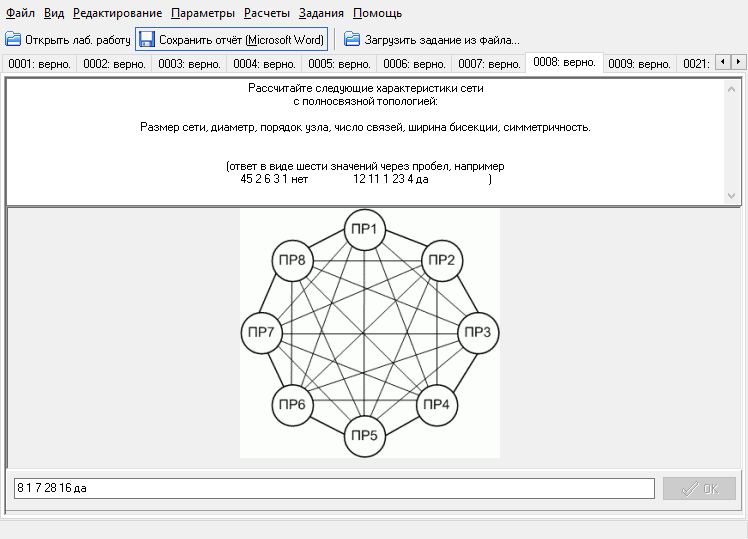 Файл Вид Редактирование Параметры Расчеты Задания Помощь
Открыть лаб. работу Сохранить отчёт (Microsoft Word) Загрузить задание из файла...
0001: верно. 0002: верно. 0003: верно. 0004: верно. 0005: верно. 0006: верно. 0007: верно. 0008: верно. 0009: верно. 0021:
Рассчитайте следующие характеристики сети
с полносвязной топологией:
Размер сети, диаметр, порядок узла, число связей, ширина бисекции, симметричность.
(ответ в виде шести значений через пробел, например
45 2 6 3 1 нет 12 11 1 23 4 да )
ПР1
ПР8 ПР2
ПР7 ПР3
ПР6 ПР4
ПР5
8 1 7 28 16 да OK